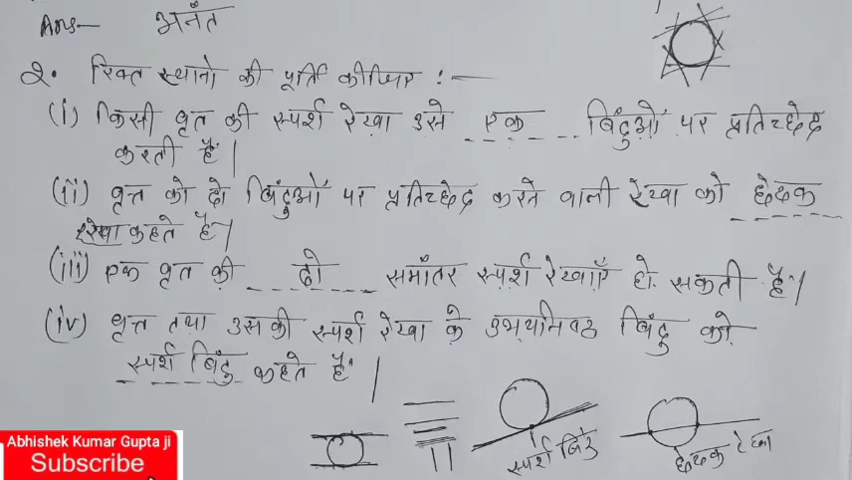 Ans— अनंत
2. रिक्त स्थानो की पूर्ति कीजिए :—
(i) किसी वृत की स्पर्श रेखा उसे एक बिंदुओं पर प्रतिच्छेद
करती हैं|
(ii) वृत्त को दो बिंदुओं पर प्रतिच्छेद करने वाली रेखा को छेदक
रेखा कहते हैं|
(iii) एक वृत की दो समांतर स्पर्श रेखाएँ हो सकती हैं|
(iv) वृत्त तथा उसकी स्पर्श रेखा के उभयनिष्ठ बिंदु को
स्पर्श बिंदु कहते हैं |
स्पर्श बिंदु
छेदक रेखा
Abhishek Kumar Gupta ji
Subscribe